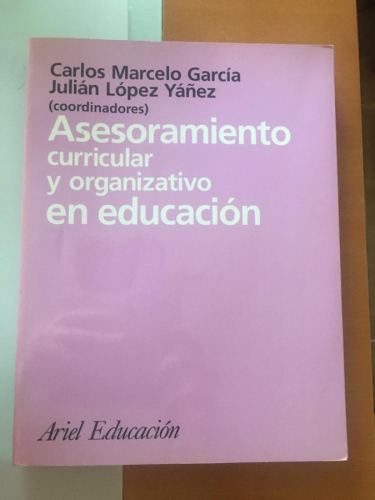 Carlos Marcelo García
Julián López Yáñez
(coordinadores)
Asesoramiento
curricular
y organizativo
en educación
Ariel Educación